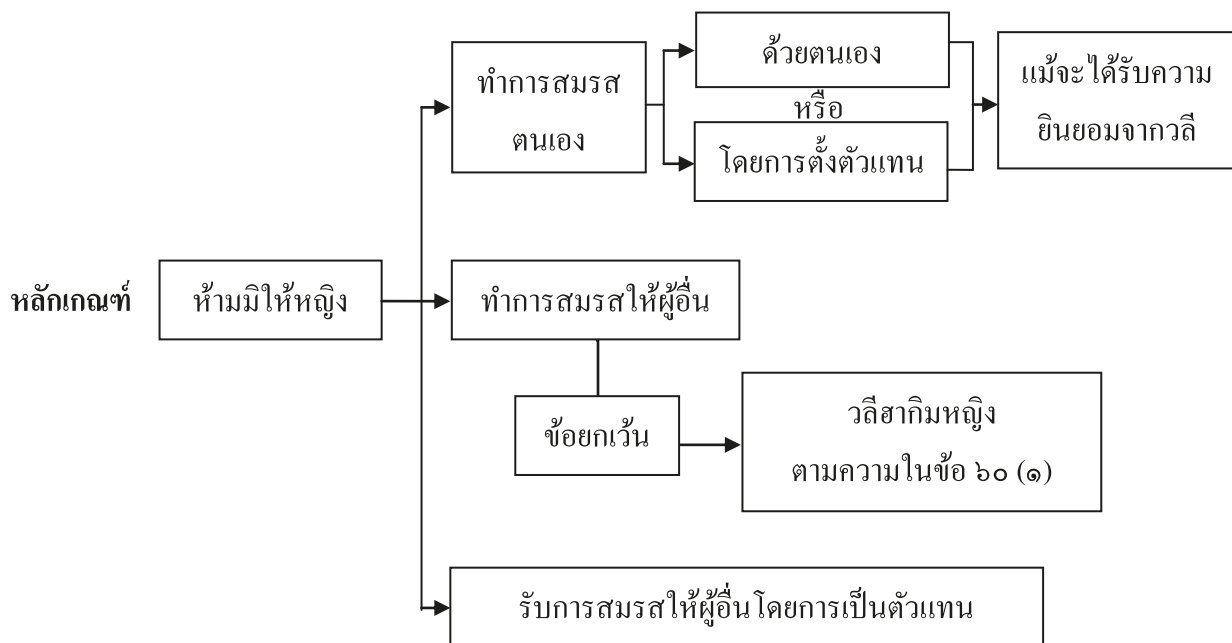 ทำการสมรส
ตนเอง
ด้วยตนเอง
หรือ
โดยการตั้งตัวแทน
แม้จะได้รับความ
ยินยอมจากวลี
หลักเกณฑ์
ห้ามมิให้หญิง
ทำการสมรสให้ผู้อื่น
ข้อยกเว้น
วลีฮากิมหญิง
ตามความในข้อ ๖๐ (๑)
รับการสมรสให้ผู้อื่นโดยการเป็นตัวแทน